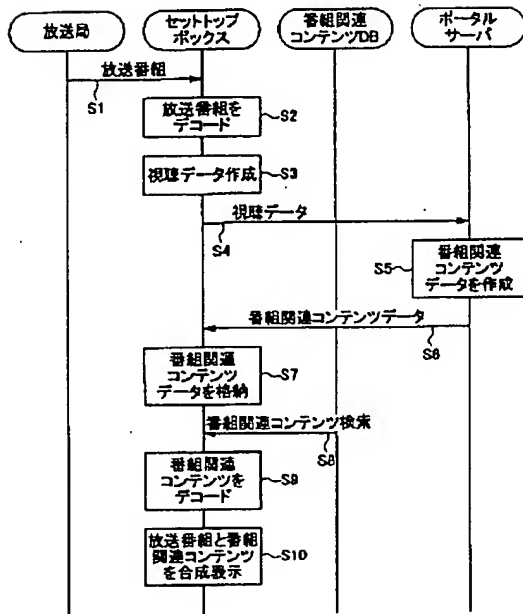 放送局
セットトップ
ボックス
番組関連
コンテンツDB
ポータル
サーバ
放送番組
S1
放送番組を
デコード
S2
視聴データ作成
S3
視聴データ
S4
番組関連
コンテンツ
データを作成
S5
番組関連コンテンツデータ
S6
番組関連
コンテンツ
データを格納
S7
番組関連コンテンツ検索
S8
番組関連
コンテンツを
デコード
S9
放送番組と番組
関連コンテンツ
を合成表示
S10